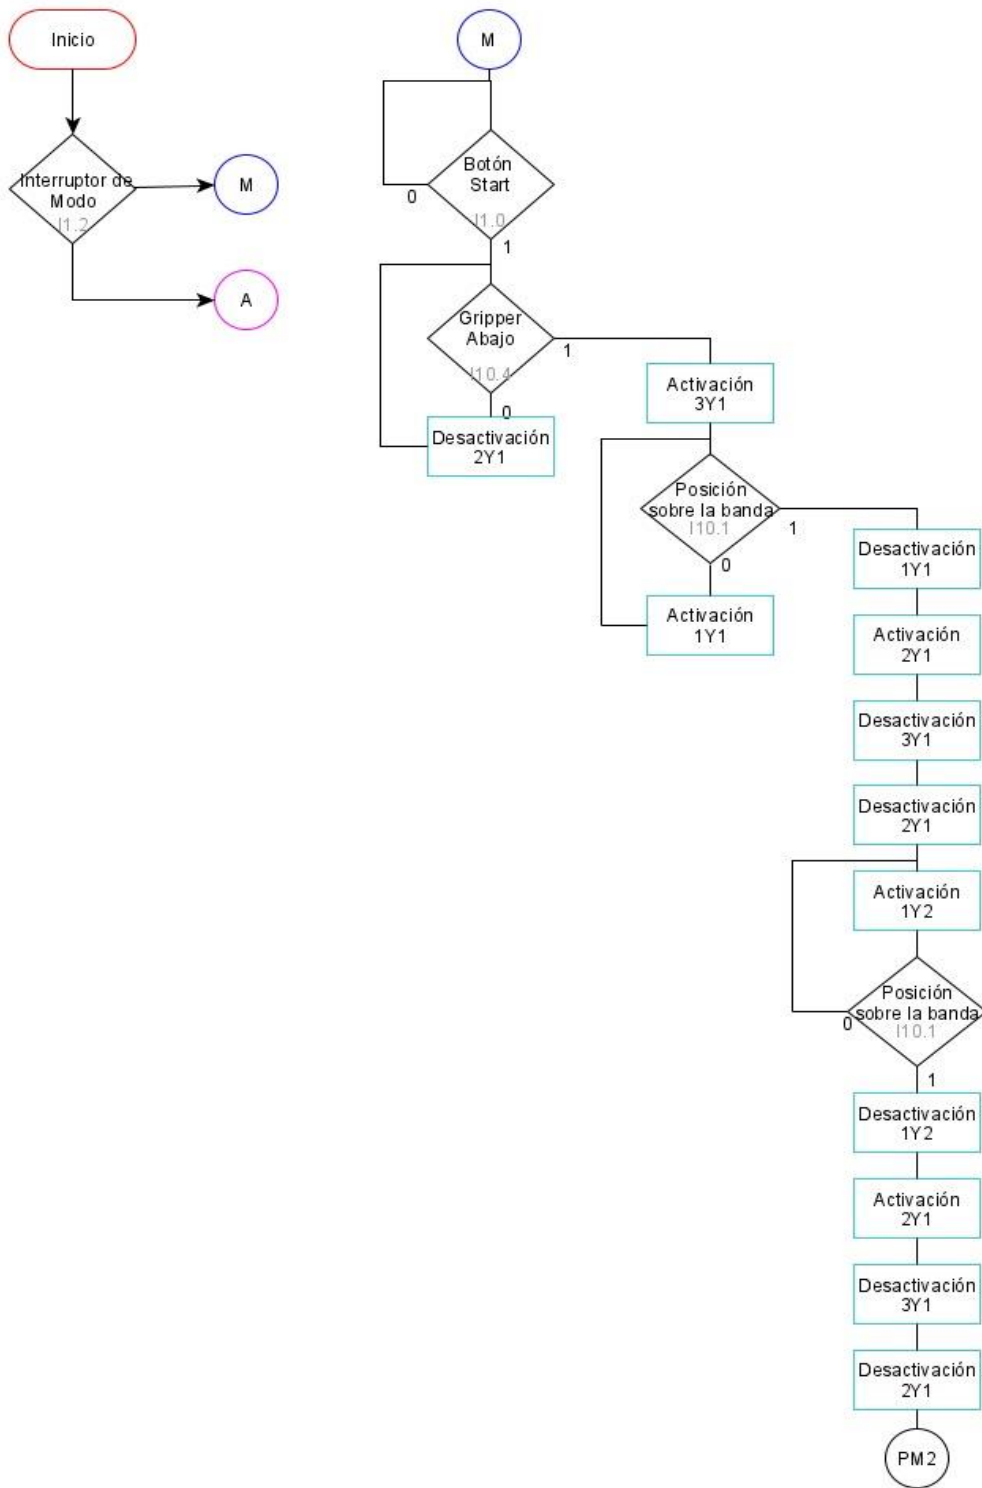 Inicio
Interruptor de
Modo
I1.2
M
A
M
Botón
Start
0
I1.0
1
Gripper
Abajo
1
I10.4
0
Desactivación
2Y1
Activación
3Y1
Posición
sobre la banda
I10.1
1
0
Activación
1Y1
Desactivación
1Y1
Activación
2Y1
Desactivación
3Y1
Desactivación
2Y1
Activación
1Y2
Posición
sobre la banda
0
I10.1
1
Desactivación
1Y2
Activación
2Y1
Desactivación
3Y1
Desactivación
2Y1
PM2